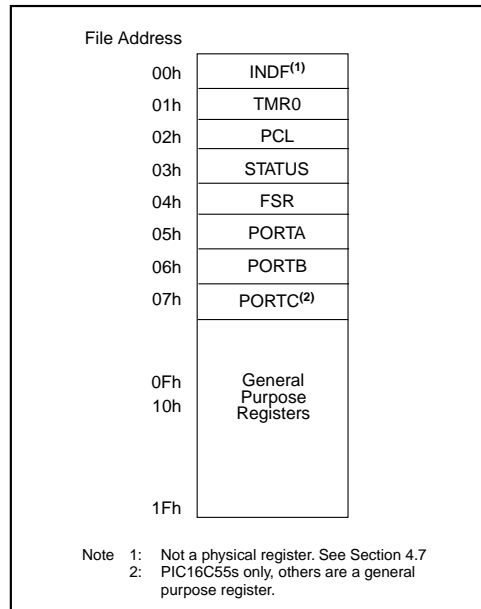 File Address
00h INDF(1)
01h TMR0
02h PCL
03h STATUS
04h FSR
05h PORTA
06h PORTB
07h PORTC(2)
0Fh General
10h Purpose
Registers
1Fh
Note 1: Not a physical register. See Section 4.7
2: PIC16C55s only, others are a general
purpose register.